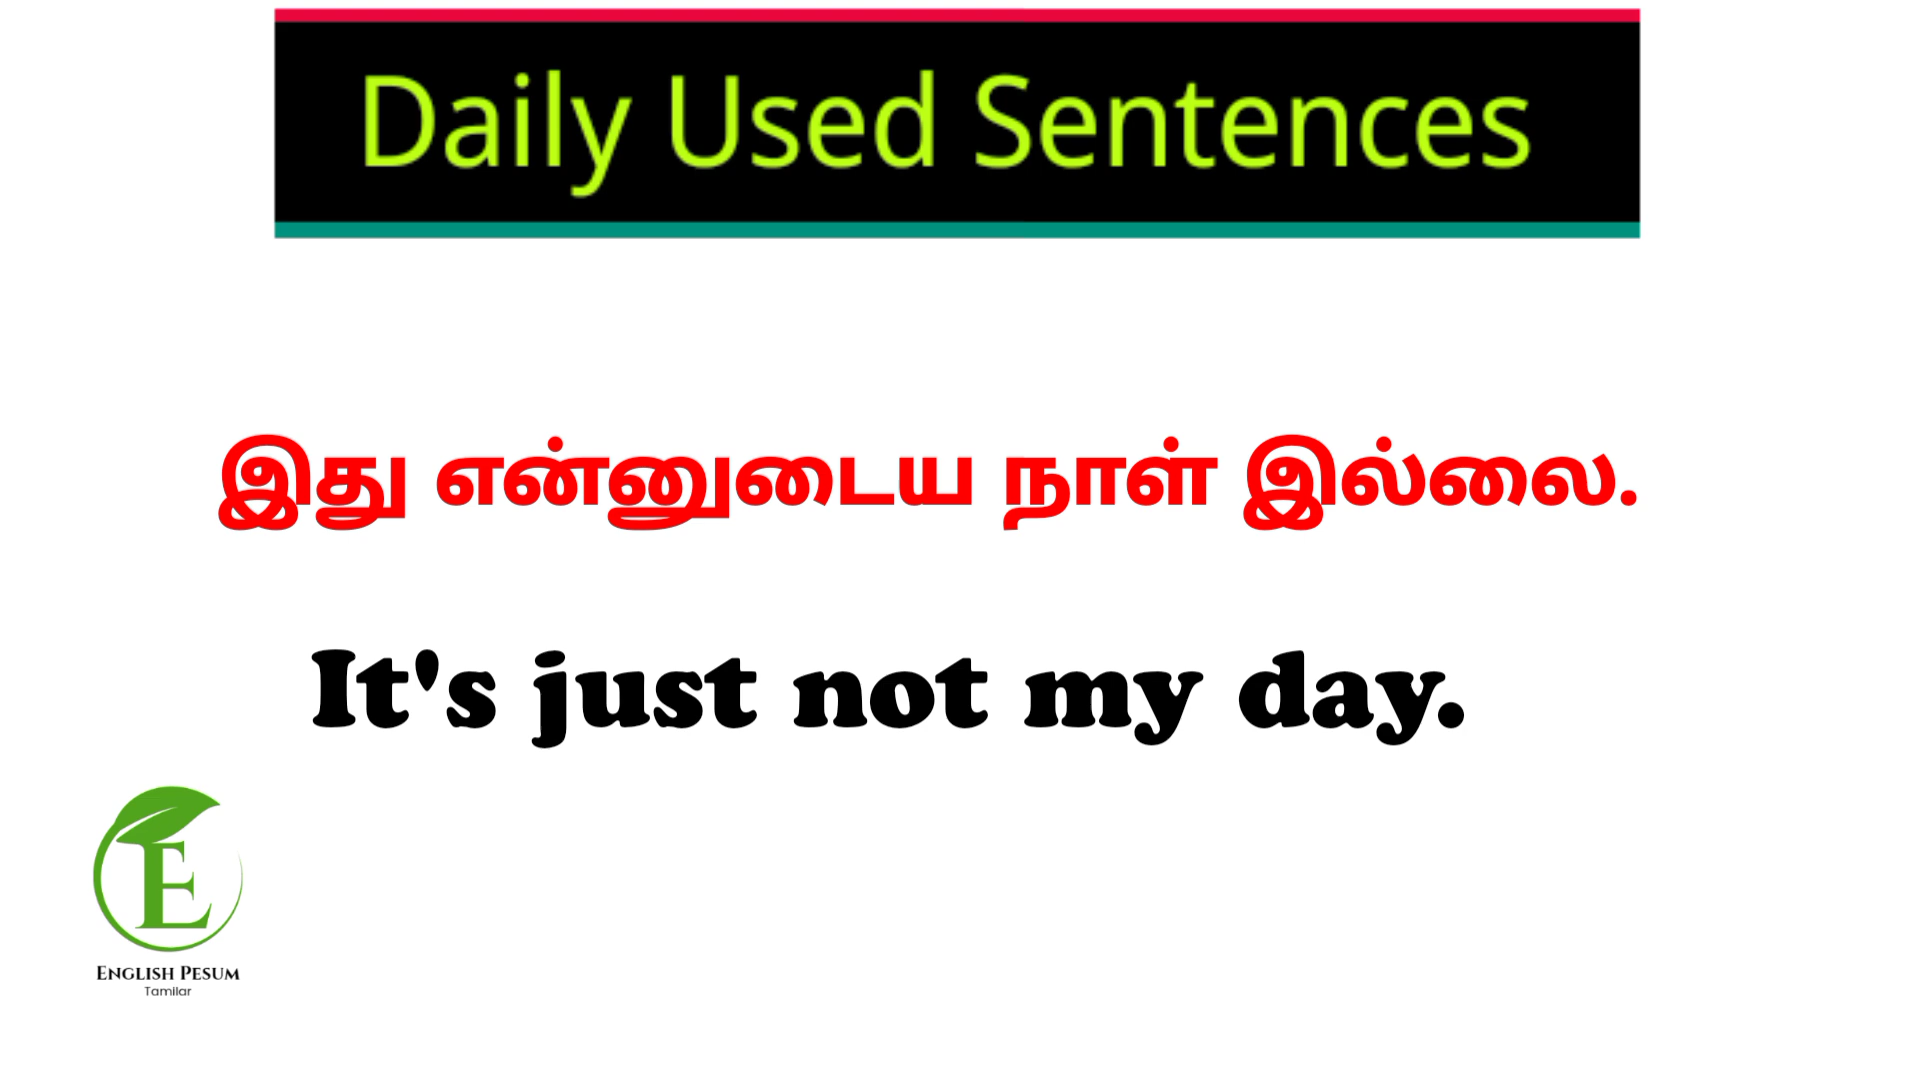 Daily Used Sentences
இது என்னுடைய நாள் இல்லை.
It's just not my day.
E
English Pesum
Tamilar